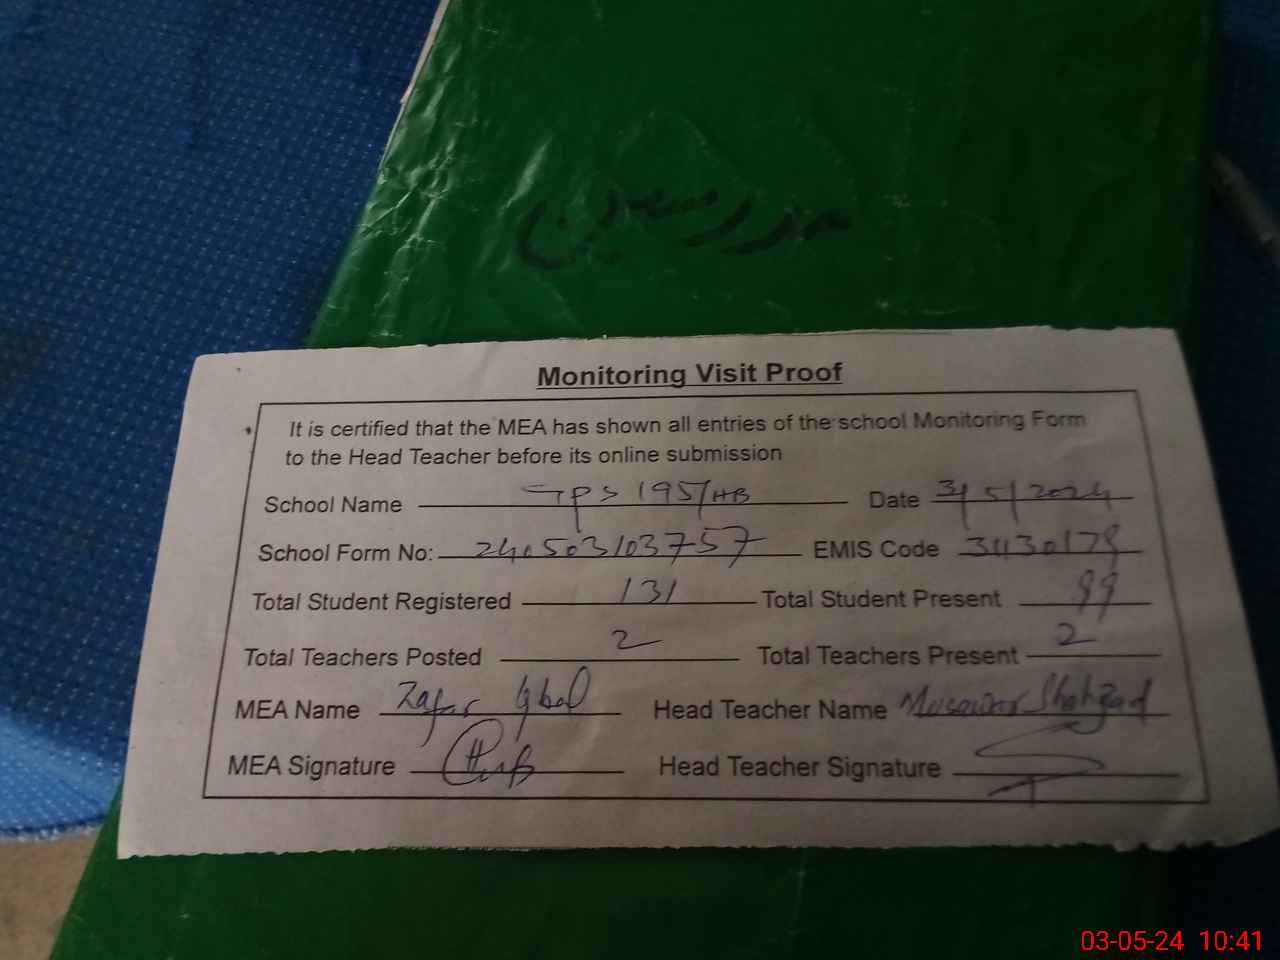 Monitoring Visit Proof
It is certified that the MEA has shown all entries of the school Monitoring Form
to the Head Teacher before its online submission
School Name GPS 195/HB Date 3/5/2024
School Form No: 240503103757 EMIS Code 3430179
Total Student Registered 131 Total Student Present 99
Total Teachers Posted 2 Total Teachers Present 2
MEA Name Zafar Iqbal Head Teacher Name Musawar Shahzad
MEA Signature Head Teacher Signature
03-05-24 10:41